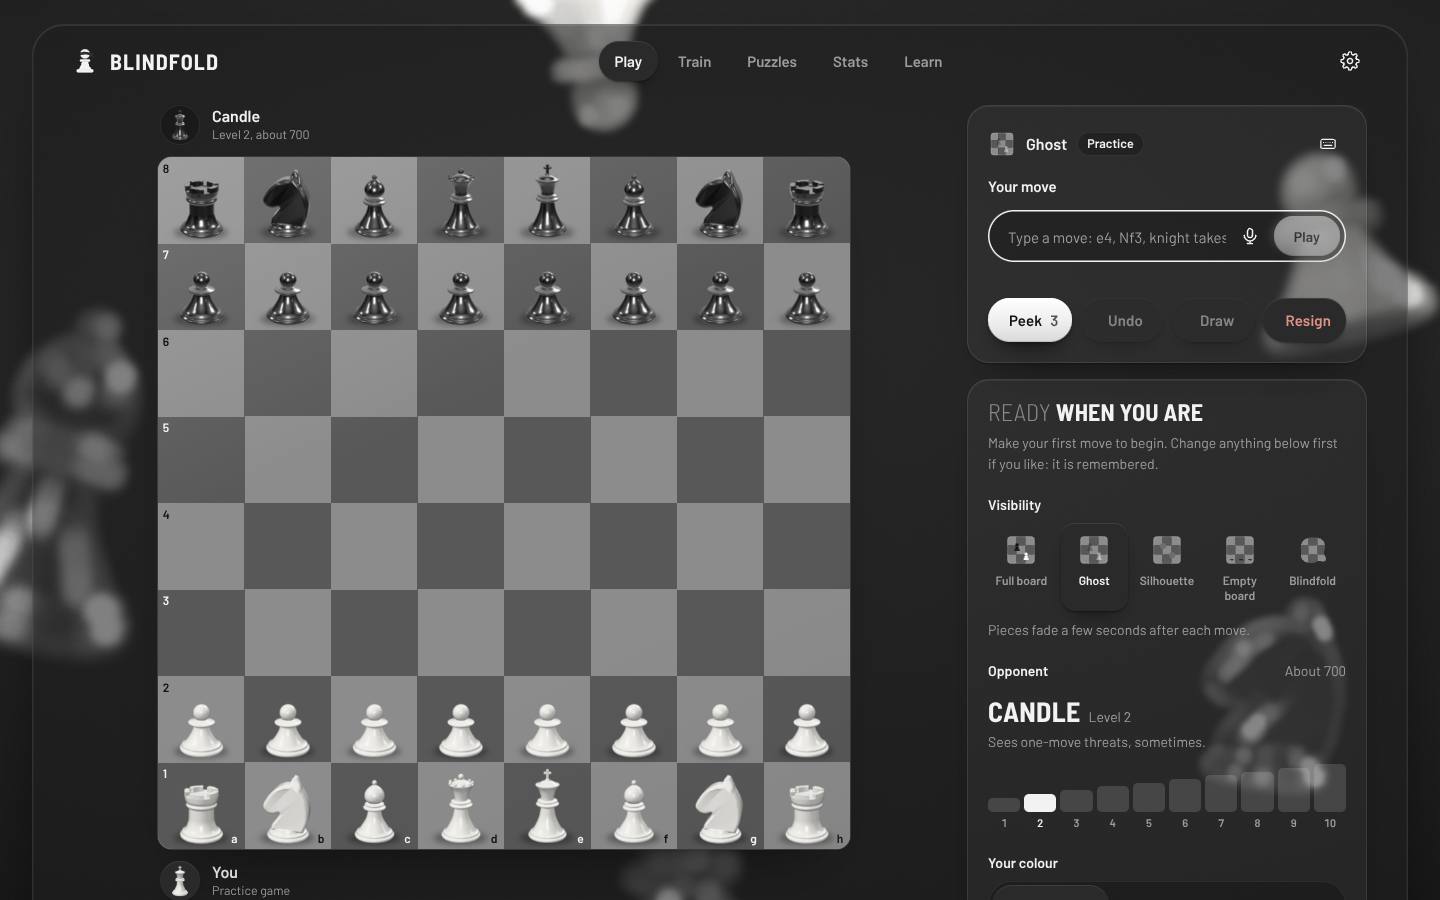 BLINDFOLD
Play
Train
Puzzles
Stats
Learn
Candle
Level 2, about 700
8
7
6
5
4
3
2
1
a
b
c
d
e
f
g
h
You
Practice game
Ghost
Practice
Your move
Type a move: e4, Nf3, knight takes
Play
Peek 3
Undo
Draw
Resign
READY WHEN YOU ARE
Make your first move to begin. Change anything below first
if you like: it is remembered.
Visibility
Full board
Ghost
Silhouette
Empty
board
Blindfold
Pieces fade a few seconds after each move.
Opponent
About 700
CANDLE Level 2
Sees one-move threats, sometimes.
1
2
3
4
5
6
7
8
9
10
Your colour